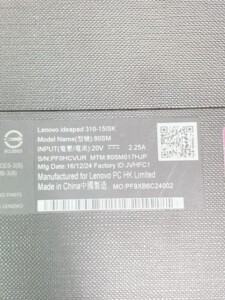 Lenovo ideapad 310-15ISK
Model Name(型號):80SM
INPUT(電壓/電流):20V 2.25A
S/N:PF0HCVUR MTM:80SM017HJP
Mfg Date:16/12/24 Factory ID:JVHFC1
Manufactured for Lenovo PC HK Limited
Made in China中國製造
MO:PF9XB6C24002
LENOVO